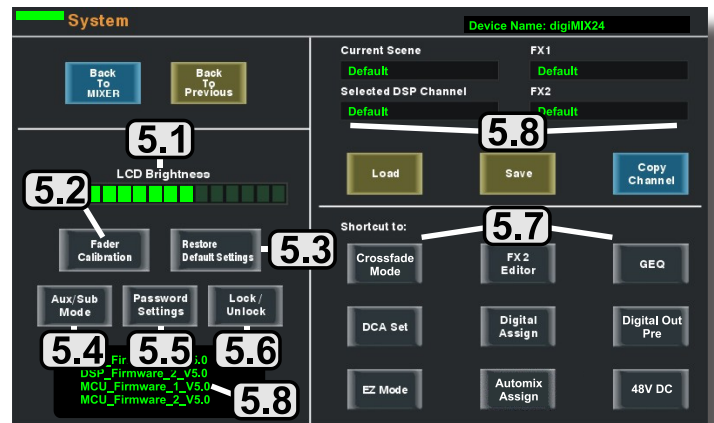 System
Device Name: digiMIX24
Back
To
MIXER
Back
To
Previous
Current Scene
FX1
Default
Default
Selected DSP Channel
FX2
Default
Default
5.1
5.8
LCD Brightness
5.2
Load
Save
Copy
Channel
Fader
Calibration
Restore
Default Settings
5.3
Shortcut to:
5.7
Crossfade
Mode
FX 2
Editor
GEQ
Aux/Sub
Mode
Password
Settings
Lock /
Unlock
DCA Set
Digital
Assign
Digital Out
Pre
5.4
5.5
5.6
DSP_Firmware_2_V5.0
MCU_Firmware_1_V5.0
MCU_Firmware_2_V5.0
5.8
EZ Mode
Automix
Assign
48V DC